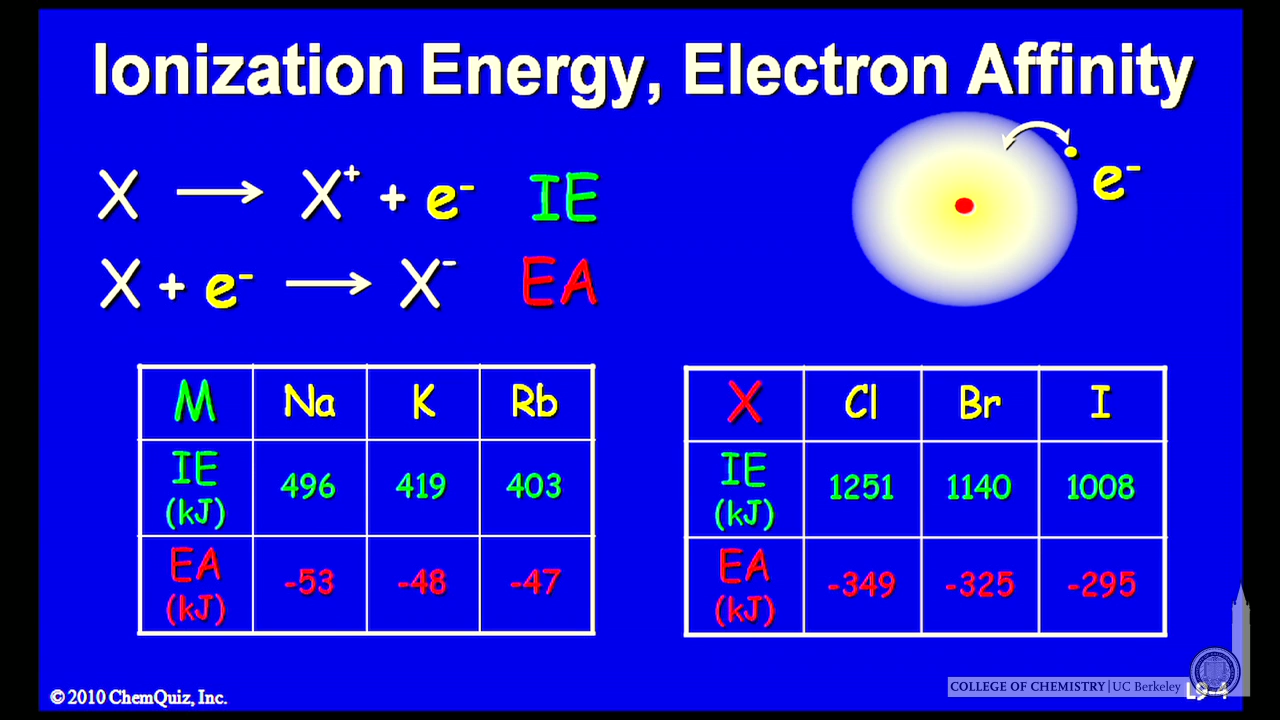 Ionization Energy, Electron Affinity
X → X⁺ + e⁻ IE
X + e⁻ → X⁻ EA
e⁻
M Na K Rb
IE (kJ) 496 419 403
EA (kJ) -53 -48 -47
X Cl Br I
IE (kJ) 1251 1140 1008
EA (kJ) -349 -325 -295
© 2010 ChemQuiz, Inc.
COLLEGE OF CHEMISTRY | UC Berkeley
L9-4